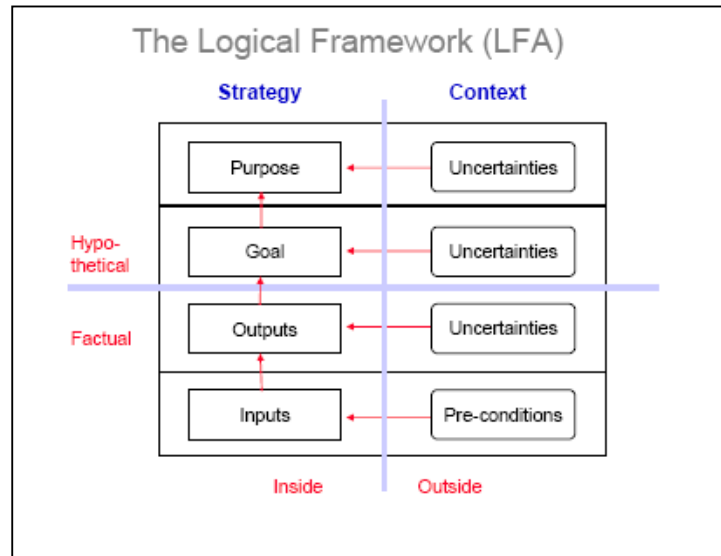 The Logical Framework (LFA)
Strategy Context
Purpose Uncertainties
Hypo-
thetical
Goal Uncertainties
Factual
Outputs Uncertainties
Inputs Pre-conditions
Inside Outside